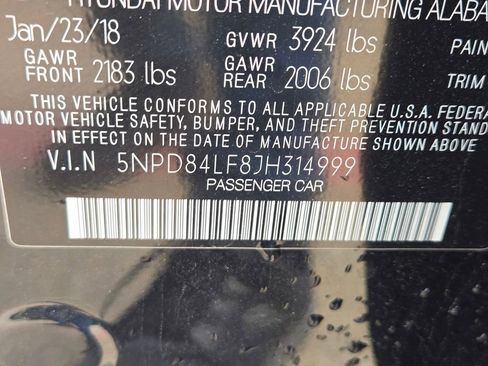 HYUNDAI MOTOR MANUFACTURING ALABA
Jan/23/18 GVWR 3924 lbs PAIN
GAWR FRONT 2183 lbs GAWR REAR 2006 lbs TRIM
THIS VEHICLE CONFORMS TO ALL APPLICABLE U.S.A. FEDERA
MOTOR VEHICLE SAFETY, BUMPER, AND THEFT PREVENTION STAND
IN EFFECT ON THE DATE OF MANUFACTURE SHOWN ABOVE.
V.I.N 5NPD84LF8JH314999
PASSENGER CAR